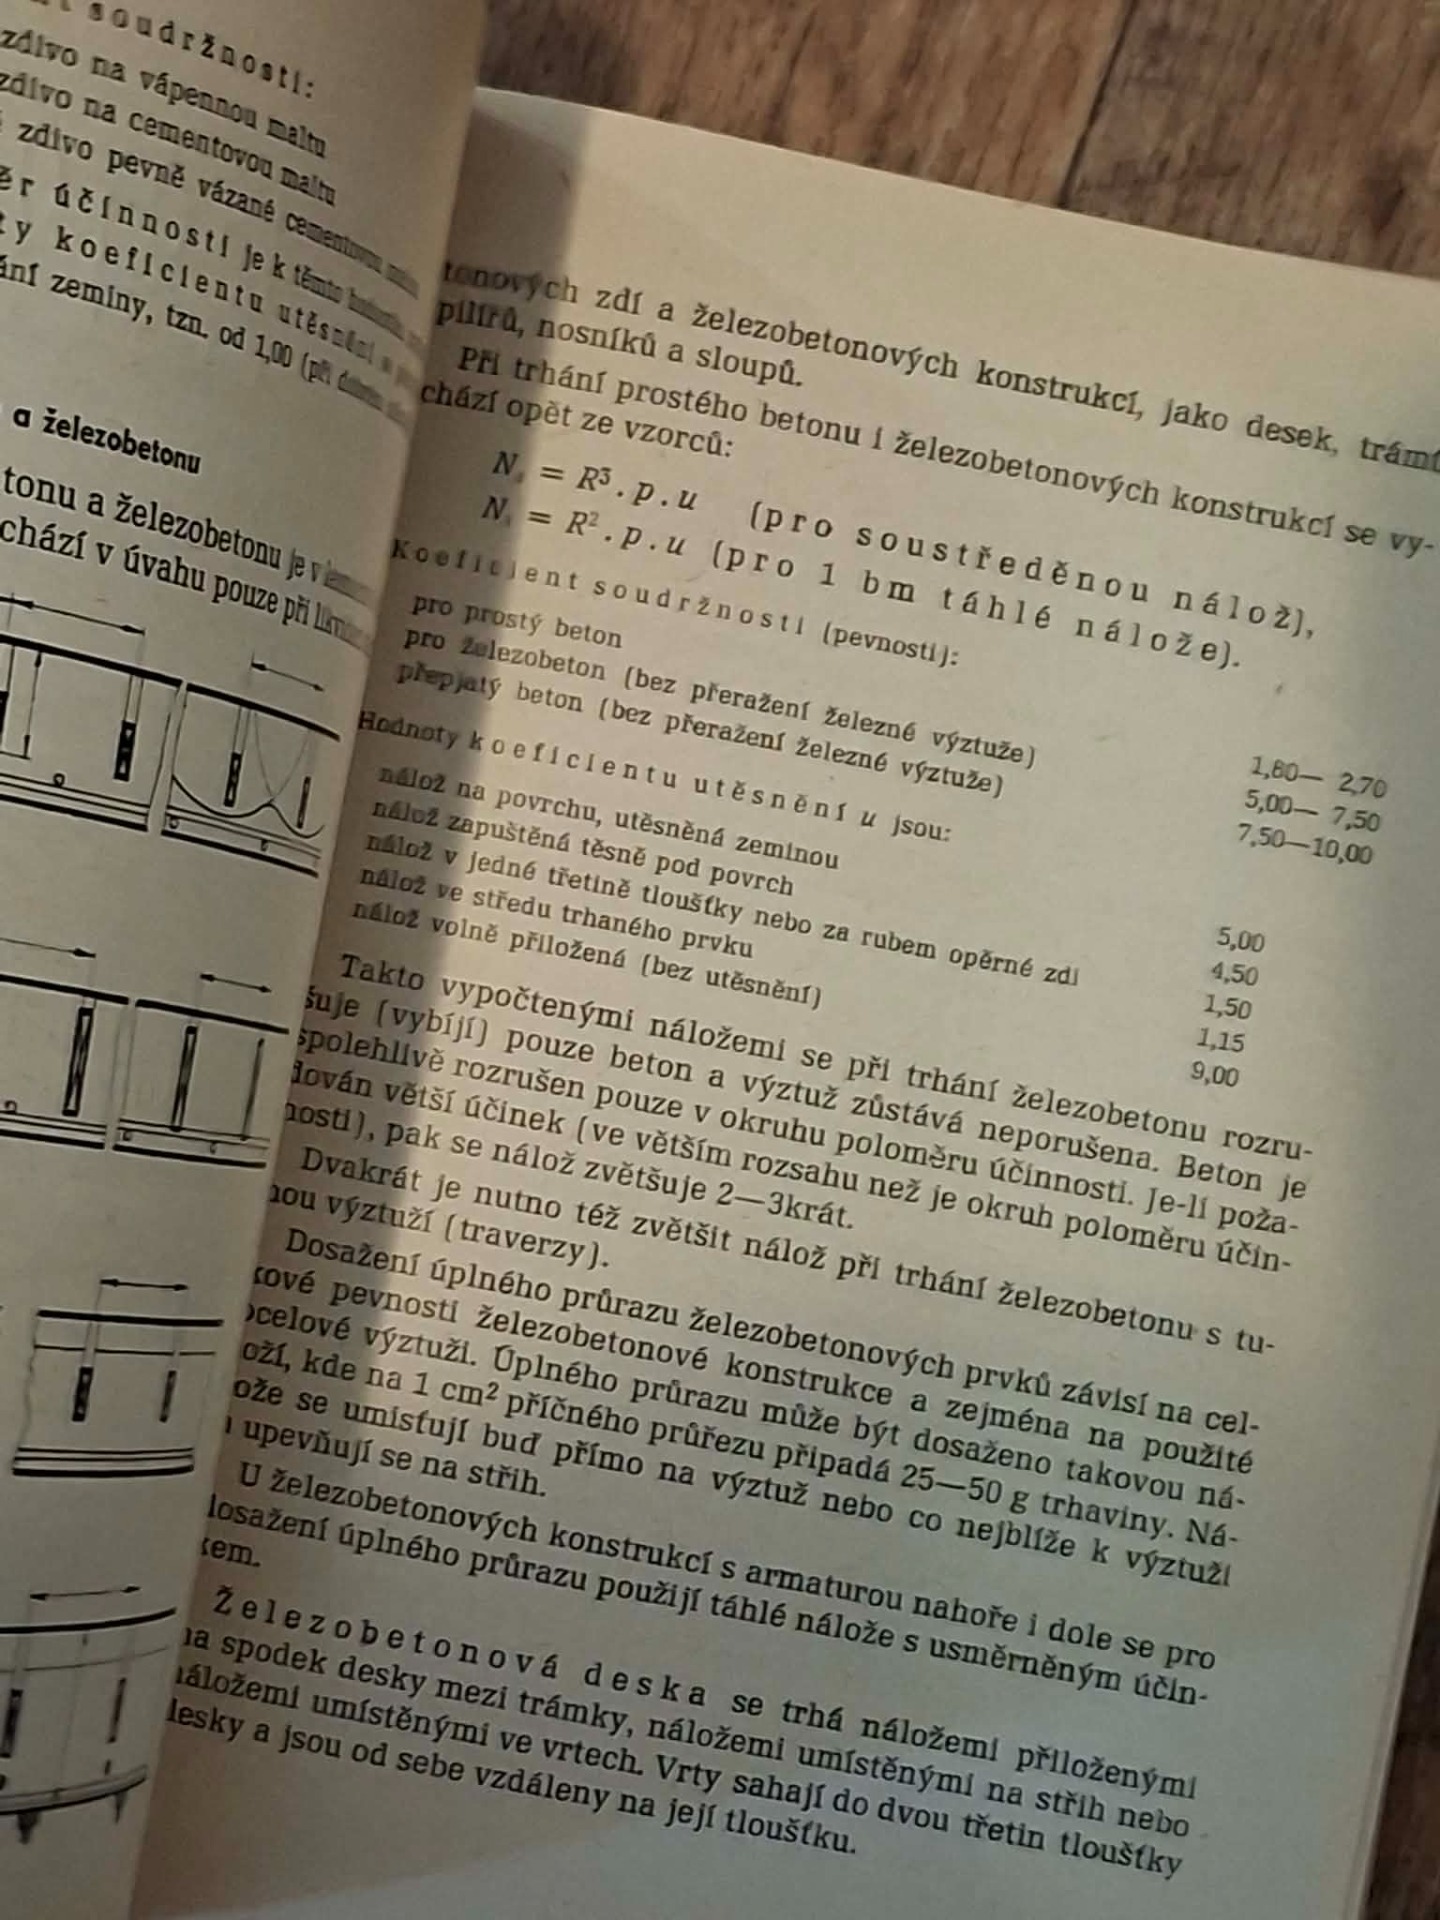 soudržnosti:
zdivo na vápennou maltu
zdivo na cementovou maltu
zdivo pevně vázané cementovou
ěr účinnosti je k těmto
ty koeficientu utěsnění
ání zeminy, tzn. od 1,00 (při
a železobetonu
tonu a železobetonu je v
chází v úvahu pouze při
tonových zdí a železobetonových konstrukcí, jako desek, trámů
pilířů, nosníků a sloupů.
Při trhání prostého betonu i železobetonových konstrukcí se vy-
chází opět ze vzorců:
N = R³ . p . u (pro soustředěnou nálož),
N = R² . p . u (pro 1 bm táhlé nálože).
Koeficient soudržnosti (pevnosti):
pro prostý beton 1,80— 2,70
pro železobeton (bez přeražení železné výztuže) 5,00— 7,50
přepjatý beton (bez přeražení železné výztuže) 7,50—10,00
Hodnoty koeficientu utěsnění u jsou:
nálož na povrchu, utěsněná zeminou 5,00
nálož zapuštěná těsně pod povrch 4,50
nálož v jedné třetině tloušťky nebo za rubem opěrné zdi 1,50
nálož ve středu trhaného prvku 1,15
nálož volně přiložená (bez utěsnění) 9,00
Takto vypočtenými náložemi se při trhání železobetonu rozru-
šuje (vybíjí) pouze beton a výztuž zůstává neporušena. Beton je
spolehlivě rozrušen pouze v okruhu poloměru účinnosti. Je-li poža-
dován větší účinek (ve větším rozsahu než je okruh poloměru účin-
nosti), pak se nálož zvětšuje 2—3krát.
Dvakrát je nutno též zvětšit nálož při trhání železobetonu s tu-
hou výztuží (traverzy).
Dosažení úplného průrazu železobetonových prvků závisí na cel-
kové pevnosti železobetonové konstrukce a zejména na použité
ocelové výztuži. Úplného průrazu může být dosaženo takovou ná-
loží, kde na 1 cm² příčného průřezu připadá 25—50 g trhaviny. Ná-
ože se umisťují buď přímo na výztuž nebo co nejblíže k výztuži
upevňují se na střih.
U železobetonových konstrukcí s armaturou nahoře i dole se pro
dosažení úplného průrazu použijí táhlé nálože s usměrněným účin-
kem.
Železobetonová deska se trhá náložemi přiloženými
na spodek desky mezi trámky, náložemi umístěnými na střih nebo
náložemi umístěnými ve vrtech. Vrty sahají do dvou třetin tloušťky
desky a jsou od sebe vzdáleny na její tloušťku.